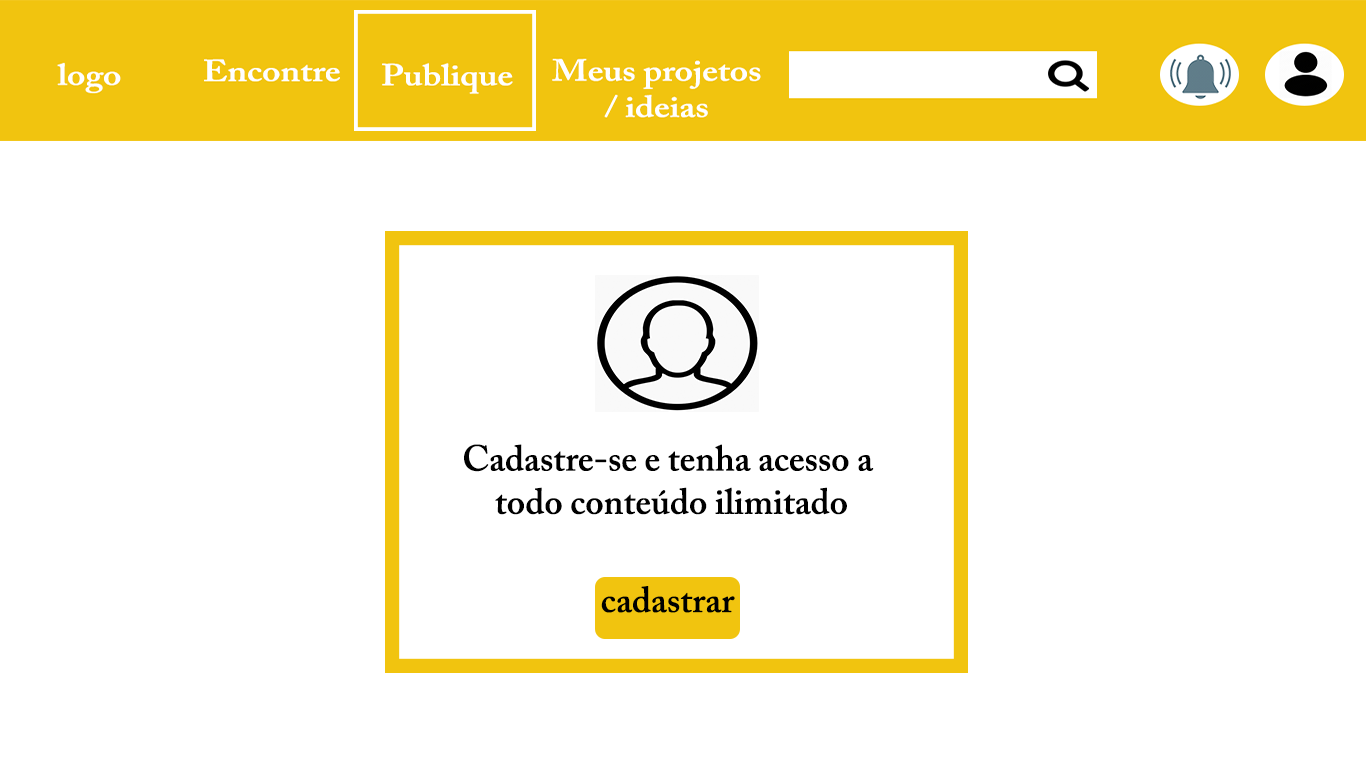 logo
Encontre
Publique
Meus projetos
/ ideias
Cadastre-se e tenha acesso a
todo conteúdo ilimitado
cadastrar